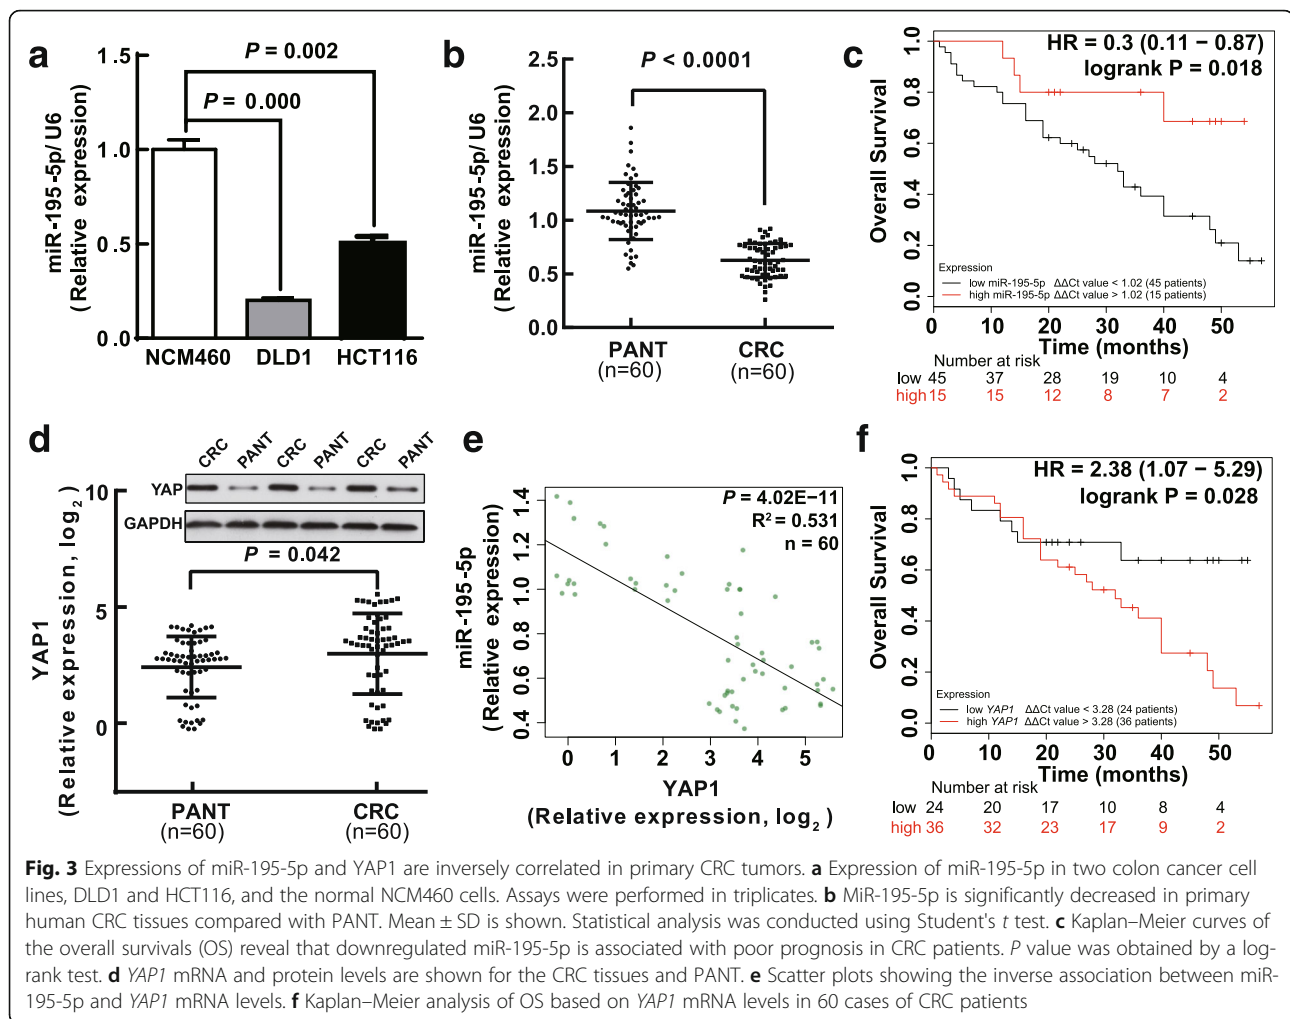 a
miR-195-5p/ U6
(Relative expression)
1.5
1.0
0.5
0.0
P = 0.002
P = 0.000
NCM460 DLD1 HCT116
b
miR-195-5p/ U6
(Relative expression)
2.5
2.0
1.5
1.0
0.5
0.0
P < 0.0001
PANT CRC
(n=60) (n=60)
c
Overall Survival
1.0
0.8
0.6
0.4
0.2
0.0
HR = 0.3 (0.11 − 0.87)
logrank P = 0.018
Expression
low miR-195-5p ΔΔCt value < 1.02 (45 patients)
high miR-195-5p ΔΔCt value > 1.02 (15 patients)
0 10 20 30 40 50
Time (months)
Number at risk
low 45 37 28 19 10 4
high 15 15 12 8 7 2
d
CRC PANT CRC PANT CRC PANT
YAP
GAPDH
YAP1
(Relative expression, log2)
10
5
0
P = 0.042
PANT CRC
(n=60) (n=60)
e
miR-195-5p
(Relative expression)
1.4
1.2
1.0
0.8
0.6
0.4
P = 4.02E−11
R² = 0.531
n = 60
0 1 2 3 4 5
YAP1
(Relative expression, log2)
f
Overall Survival
1.0
0.8
0.6
0.4
0.2
0.0
HR = 2.38 (1.07 − 5.29)
logrank P = 0.028
Expression
low YAP1 ΔΔCt value < 3.28 (24 patients)
high YAP1 ΔΔCt value > 3.28 (36 patients)
0 10 20 30 40 50
Time (months)
Number at risk
low 24 20 17 10 8 4
high 36 32 23 17 9 2
Fig. 3 Expressions of miR-195-5p and YAP1 are inversely correlated in primary CRC tumors. a Expression of miR-195-5p in two colon cancer cell
lines, DLD1 and HCT116, and the normal NCM460 cells. Assays were performed in triplicates. b MiR-195-5p is significantly decreased in primary
human CRC tissues compared with PANT. Mean ± SD is shown. Statistical analysis was conducted using Student's t test. c Kaplan–Meier curves of
the overall survivals (OS) reveal that downregulated miR-195-5p is associated with poor prognosis in CRC patients. P value was obtained by a log-
rank test. d YAP1 mRNA and protein levels are shown for the CRC tissues and PANT. e Scatter plots showing the inverse association between miR-
195-5p and YAP1 mRNA levels. f Kaplan–Meier analysis of OS based on YAP1 mRNA levels in 60 cases of CRC patients